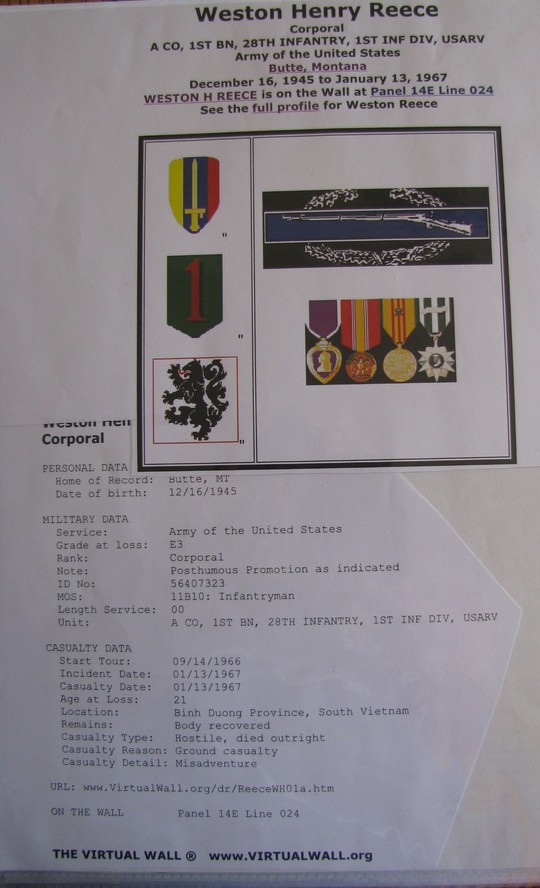 Weston Henry Reece
Corporal
A CO, 1ST BN, 28TH INFANTRY, 1ST INF DIV, USARV
Army of the United States
Butte, Montana
December 16, 1945 to January 13, 1967
WESTON H REECE is on the Wall at Panel 14E Line 024
See the full profile for Weston Reece
"
1
"
"
Weston Hen
Corporal
PERSONAL DATA
Home of Record: Butte, MT
Date of birth: 12/16/1945
MILITARY DATA
Service: Army of the United States
Grade at loss: E3
Rank: Corporal
Note: Posthumous Promotion as indicated
ID No: 56407323
MOS: 11B10: Infantryman
Length Service: 00
Unit: A CO, 1ST BN, 28TH INFANTRY, 1ST INF DIV, USARV
CASUALTY DATA
Start Tour: 09/14/1966
Incident Date: 01/13/1967
Casualty Date: 01/13/1967
Age at Loss: 21
Location: Binh Duong Province, South Vietnam
Remains: Body recovered
Casualty Type: Hostile, died outright
Casualty Reason: Ground casualty
Casualty Detail: Misadventure
URL: www.VirtualWall.org/dr/ReeceWH01a.htm
ON THE WALL Panel 14E Line 024
THE VIRTUAL WALL ® www.VIRTUALWALL.org